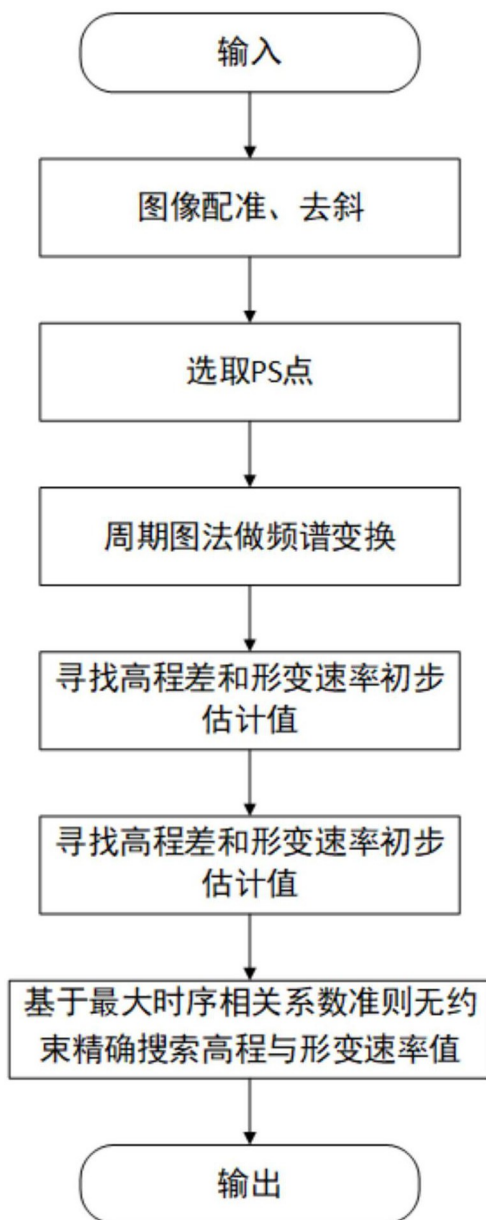 输入
图像配准、去斜
选取PS点
周期图法做频谱变换
寻找高程差和形变速率初步
估计值
寻找高程差和形变速率初步
估计值
基于最大时序相关系数准则无约
束精确搜索高程与形变速率值
输出